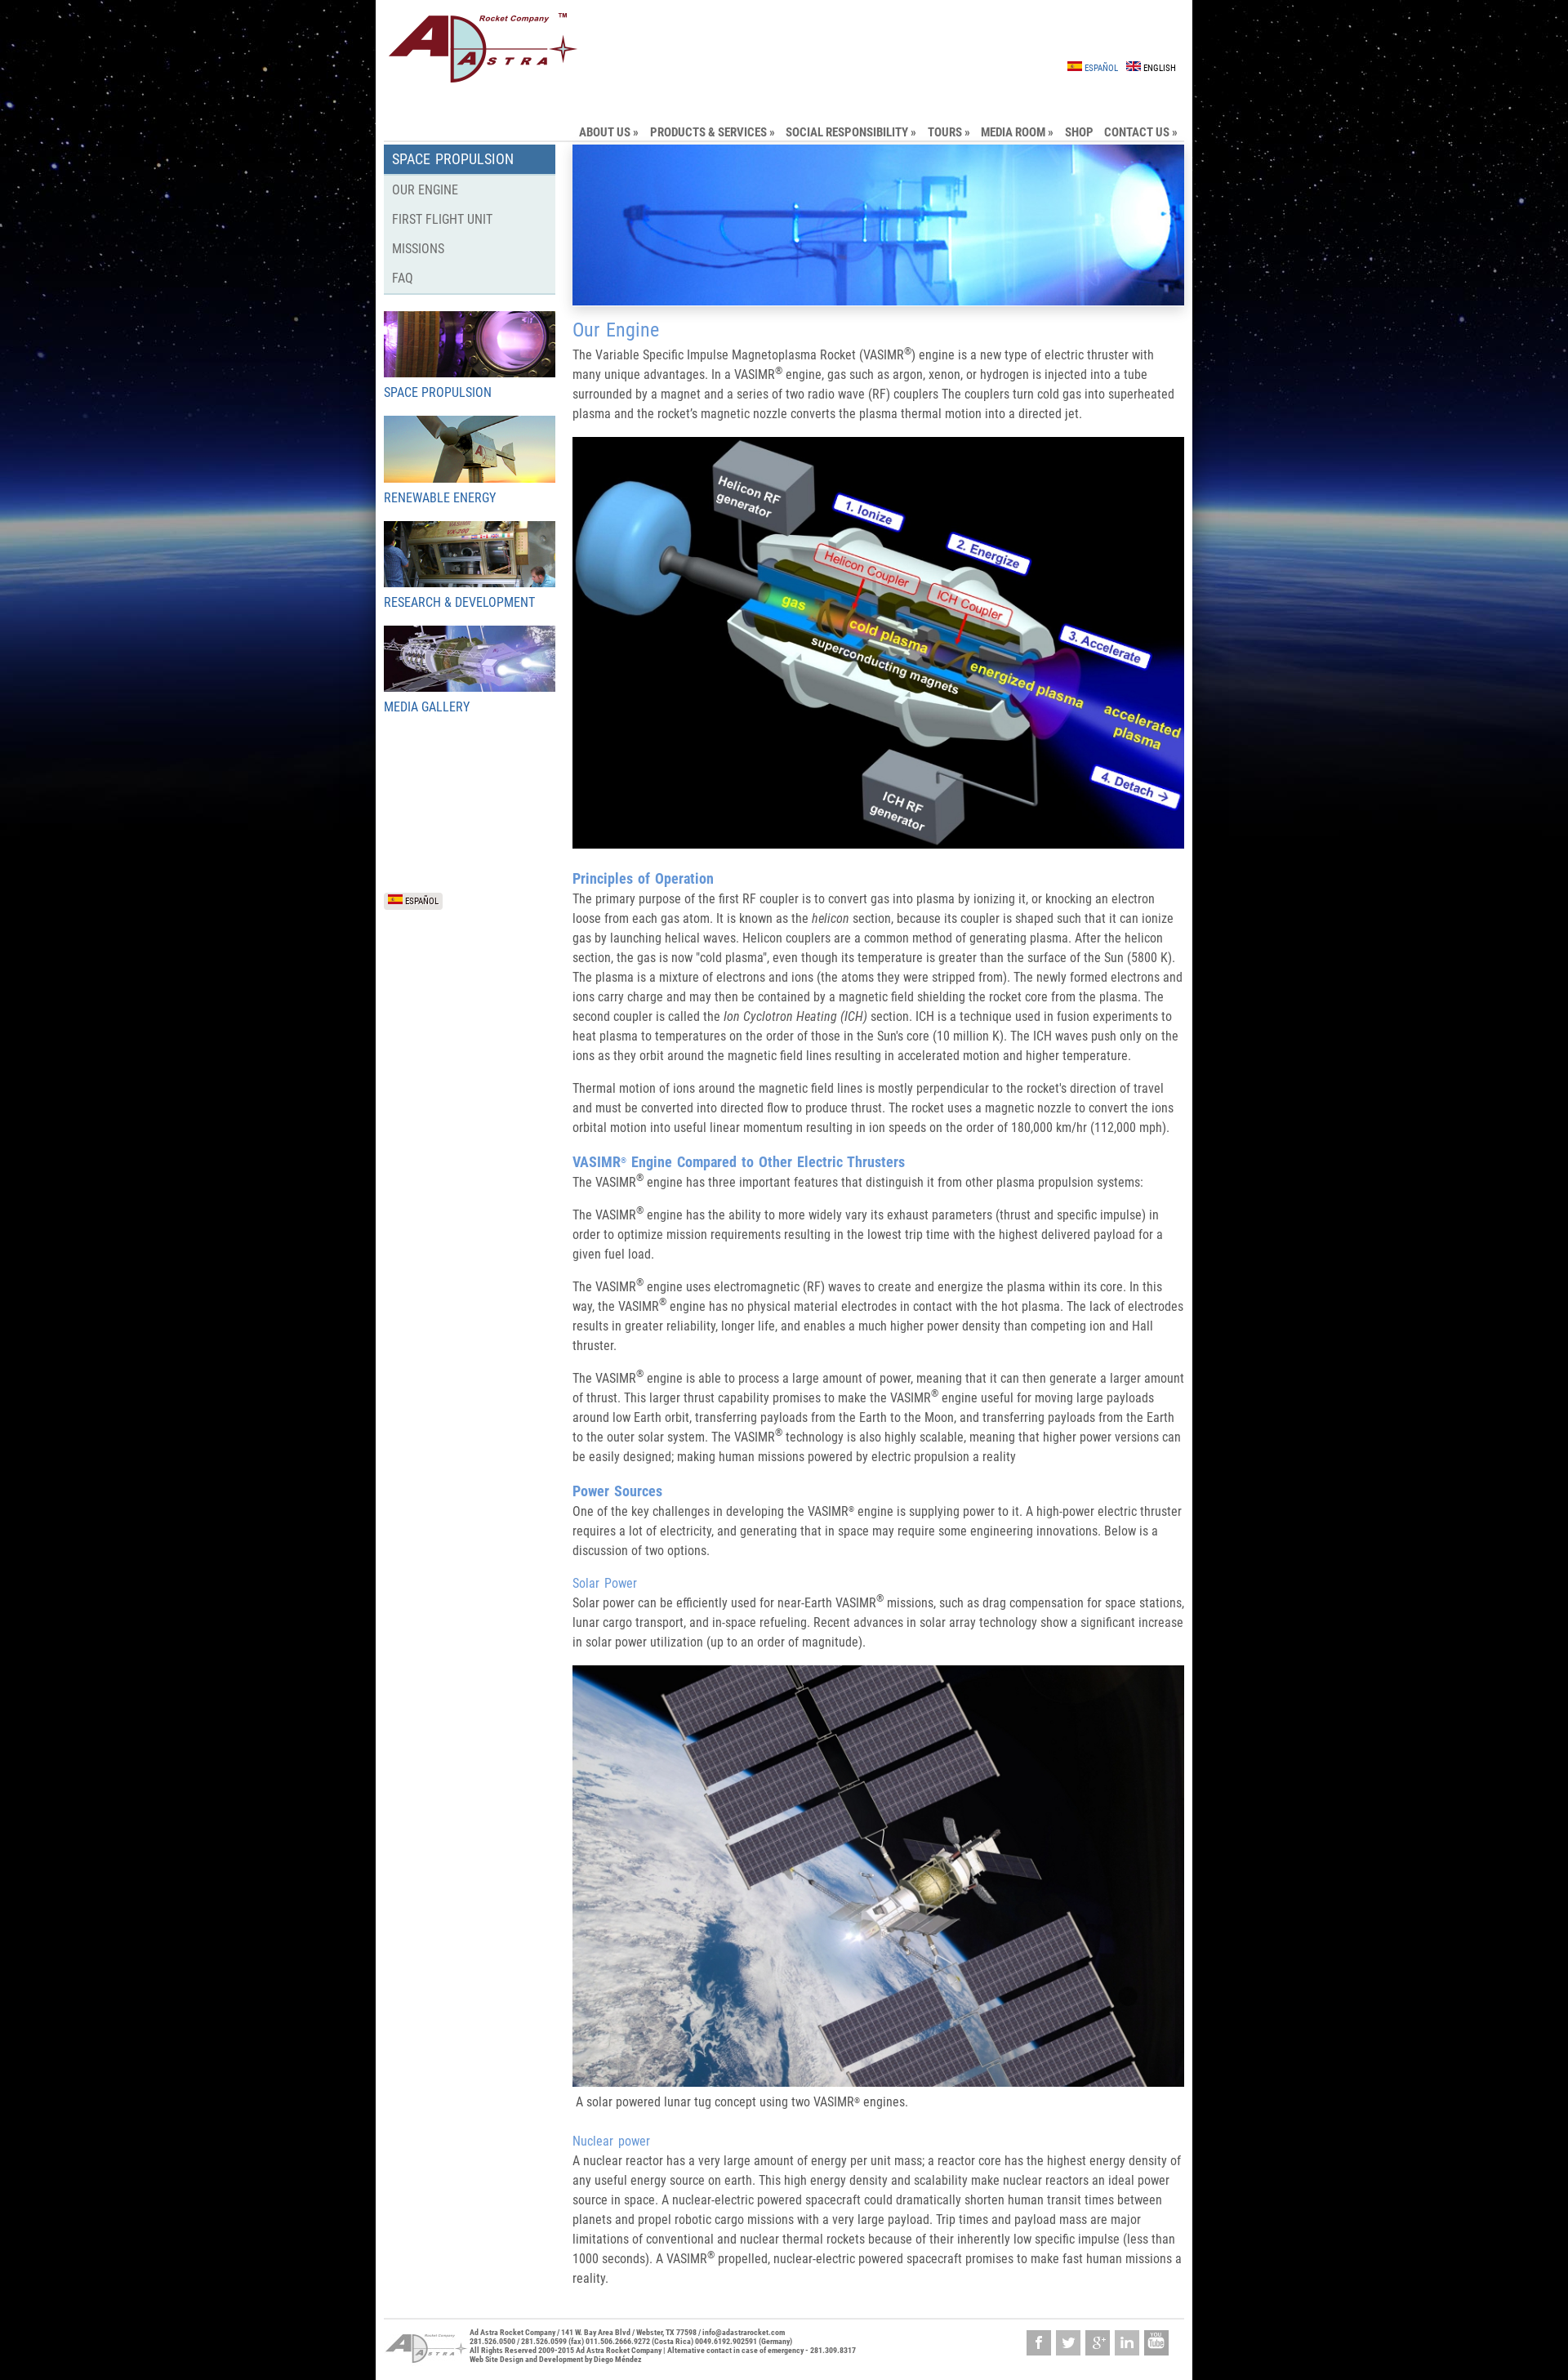 Rocket Company ™
AD ASTRA
ESPAÑOL ENGLISH
ABOUT US » PRODUCTS & SERVICES » SOCIAL RESPONSIBILITY » TOURS » MEDIA ROOM » SHOP CONTACT US »
SPACE PROPULSION
OUR ENGINE
FIRST FLIGHT UNIT
MISSIONS
FAQ
SPACE PROPULSION
RENEWABLE ENERGY
RESEARCH & DEVELOPMENT
MEDIA GALLERY
ESPAÑOL
Our Engine
The Variable Specific Impulse Magnetoplasma Rocket (VASIMR®) engine is a new type of electric thruster with
many unique advantages. In a VASIMR® engine, gas such as argon, xenon, or hydrogen is injected into a tube
surrounded by a magnet and a series of two radio wave (RF) couplers The couplers turn cold gas into superheated
plasma and the rocket's magnetic nozzle converts the plasma thermal motion into a directed jet.
Helicon RF
generator
1. Ionize
2. Energize
Helicon Coupler
ICH Coupler
gas
cold plasma
superconducting magnets
3. Accelerate
energized plasma
accelerated
plasma
4. Detach →
ICH RF
generator
Principles of Operation
The primary purpose of the first RF coupler is to convert gas into plasma by ionizing it, or knocking an electron
loose from each gas atom. It is known as the helicon section, because its coupler is shaped such that it can ionize
gas by launching helical waves. Helicon couplers are a common method of generating plasma. After the helicon
section, the gas is now "cold plasma", even though its temperature is greater than the surface of the Sun (5800 K).
The plasma is a mixture of electrons and ions (the atoms they were stripped from). The newly formed electrons and
ions carry charge and may then be contained by a magnetic field shielding the rocket core from the plasma. The
second coupler is called the Ion Cyclotron Heating (ICH) section. ICH is a technique used in fusion experiments to
heat plasma to temperatures on the order of those in the Sun's core (10 million K). The ICH waves push only on the
ions as they orbit around the magnetic field lines resulting in accelerated motion and higher temperature.
Thermal motion of ions around the magnetic field lines is mostly perpendicular to the rocket's direction of travel
and must be converted into directed flow to produce thrust. The rocket uses a magnetic nozzle to convert the ions
orbital motion into useful linear momentum resulting in ion speeds on the order of 180,000 km/hr (112,000 mph).
VASIMR® Engine Compared to Other Electric Thrusters
The VASIMR® engine has three important features that distinguish it from other plasma propulsion systems:
The VASIMR® engine has the ability to more widely vary its exhaust parameters (thrust and specific impulse) in
order to optimize mission requirements resulting in the lowest trip time with the highest delivered payload for a
given fuel load.
The VASIMR® engine uses electromagnetic (RF) waves to create and energize the plasma within its core. In this
way, the VASIMR® engine has no physical material electrodes in contact with the hot plasma. The lack of electrodes
results in greater reliability, longer life, and enables a much higher power density than competing ion and Hall
thruster.
The VASIMR® engine is able to process a large amount of power, meaning that it can then generate a larger amount
of thrust. This larger thrust capability promises to make the VASIMR® engine useful for moving large payloads
around low Earth orbit, transferring payloads from the Earth to the Moon, and transferring payloads from the Earth
to the outer solar system. The VASIMR® technology is also highly scalable, meaning that higher power versions can
be easily designed; making human missions powered by electric propulsion a reality
Power Sources
One of the key challenges in developing the VASIMR® engine is supplying power to it. A high-power electric thruster
requires a lot of electricity, and generating that in space may require some engineering innovations. Below is a
discussion of two options.
Solar Power
Solar power can be efficiently used for near-Earth VASIMR® missions, such as drag compensation for space stations,
lunar cargo transport, and in-space refueling. Recent advances in solar array technology show a significant increase
in solar power utilization (up to an order of magnitude).
A solar powered lunar tug concept using two VASIMR® engines.
Nuclear power
A nuclear reactor has a very large amount of energy per unit mass; a reactor core has the highest energy density of
any useful energy source on earth. This high energy density and scalability make nuclear reactors an ideal power
source in space. A nuclear-electric powered spacecraft could dramatically shorten human transit times between
planets and propel robotic cargo missions with a very large payload. Trip times and payload mass are major
limitations of conventional and nuclear thermal rockets because of their inherently low specific impulse (less than
1000 seconds). A VASIMR® propelled, nuclear-electric powered spacecraft promises to make fast human missions a
reality.
Rocket Company
AD ASTRA
Ad Astra Rocket Company / 141 W. Bay Area Blvd / Webster, TX 77598 / info@adastrarocket.com
281.526.0500 / 281.526.0599 (fax) 011.506.2666.9272 (Costa Rica) 0049.6192.902591 (Germany)
All Rights Reserved 2009-2015 Ad Astra Rocket Company | Alternative contact in case of emergency - 281.309.8317
Web Site Design and Development by Diego Méndez
f g+ in You Tube